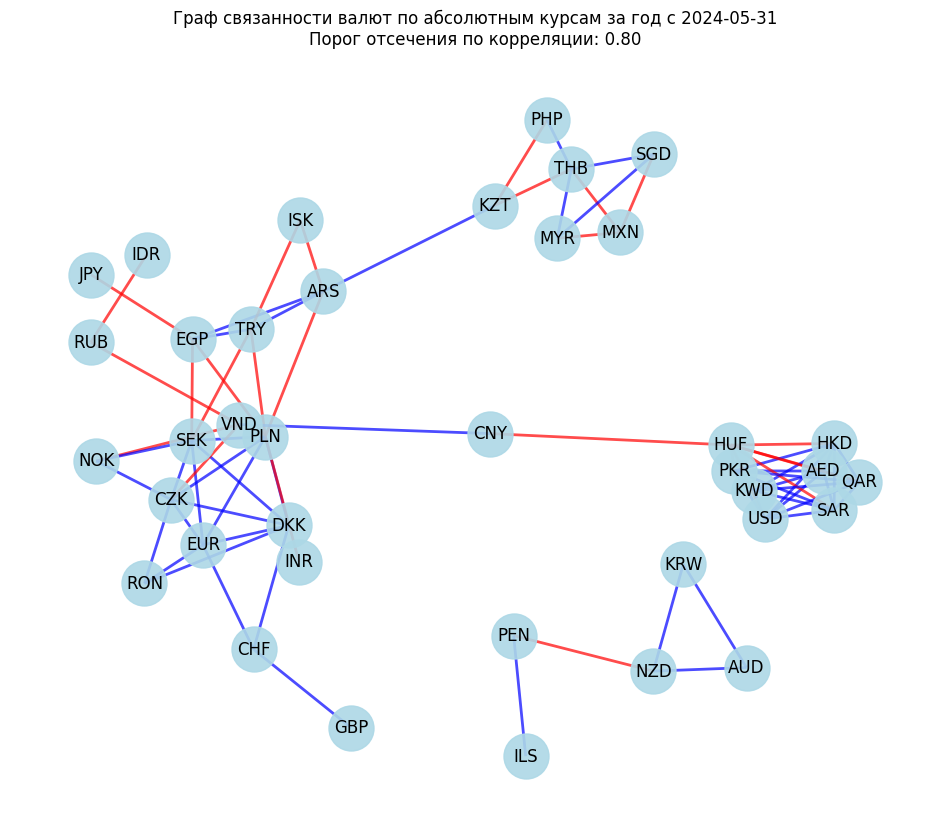 Граф связанности валют по абсолютным курсам за год с 2024-05-31
Порог отсечения по корреляции: 0.80
PHP
SGD
THB
KZT
ISK
MYR
MXN
IDR
JPY
ARS
TRY
EGP
RUB
VND
CNY
PLN
SEK
HUF
HKD
NOK
PKR
AED
QAR
KWD
CZK
SAR
USD
DKK
EUR
INR
KRW
RON
PEN
CHF
NZD
AUD
GBP
ILS